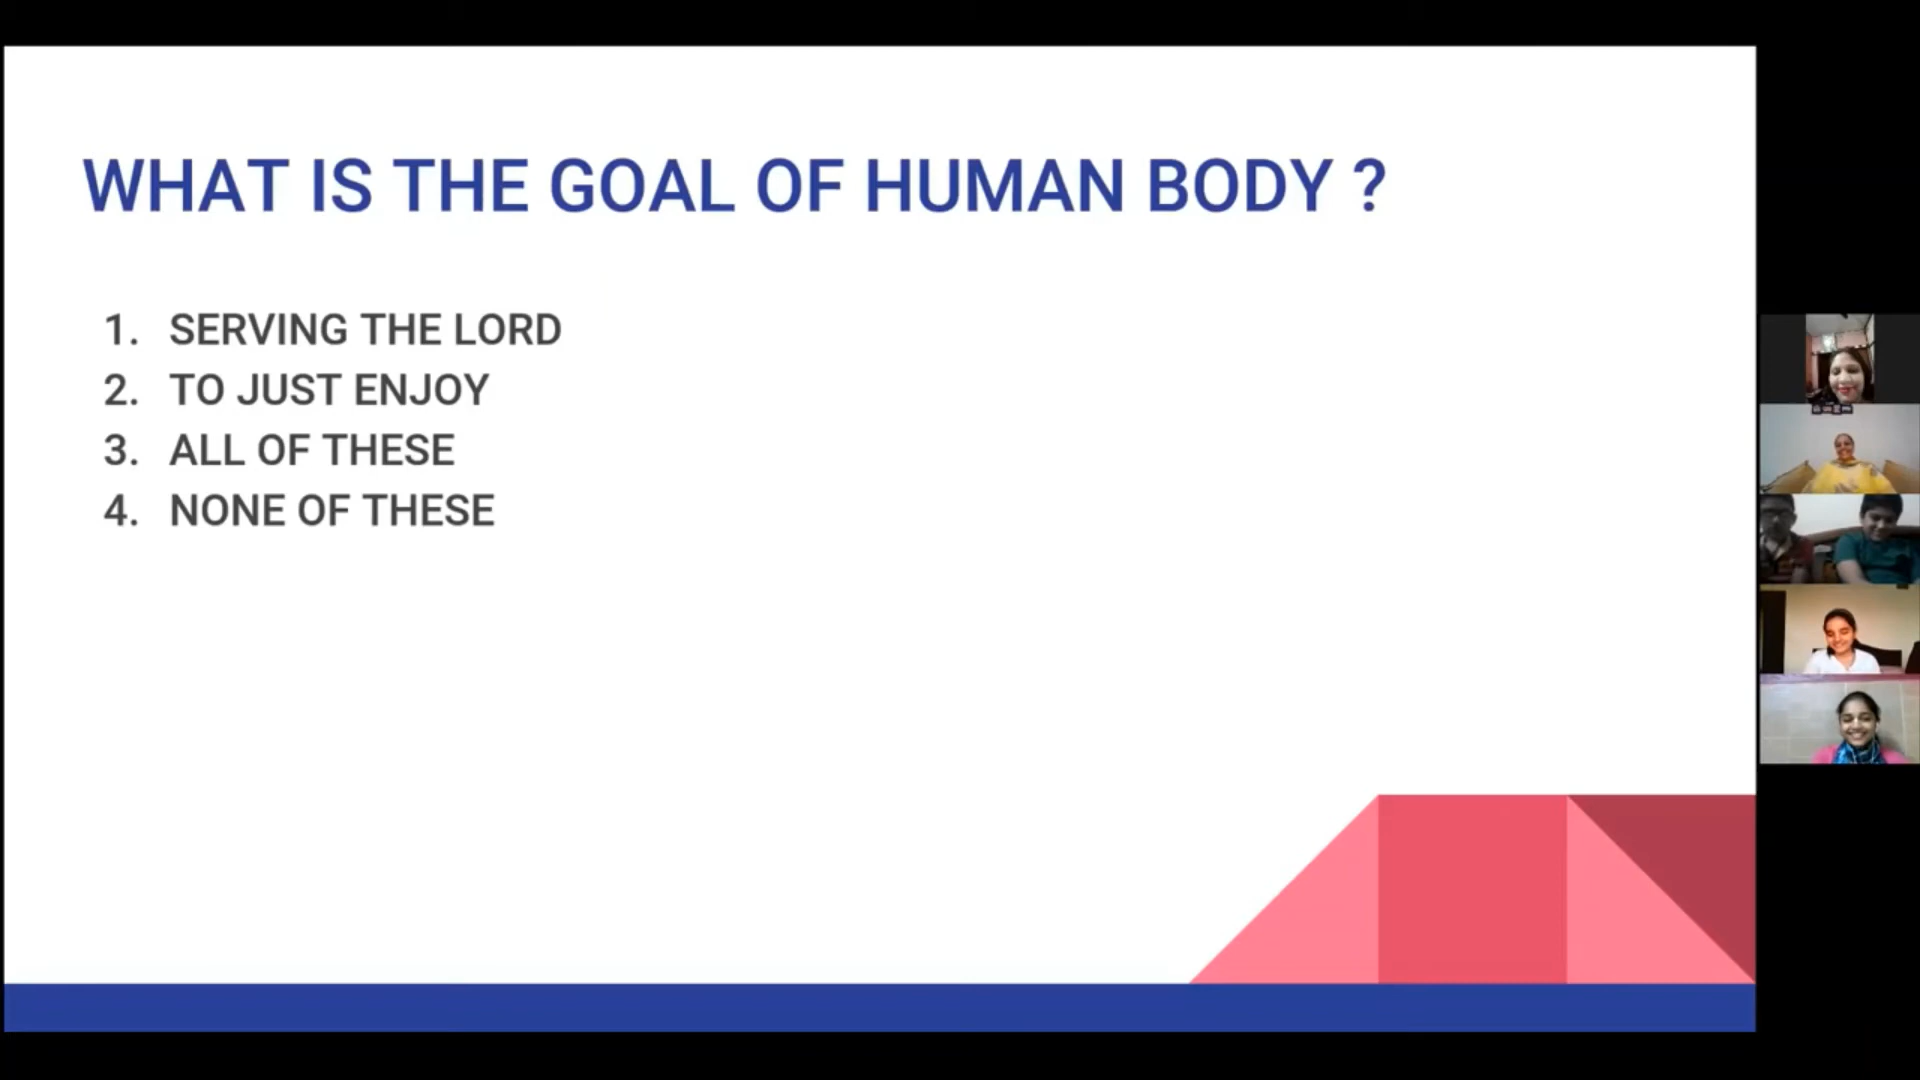 WHAT IS THE GOAL OF HUMAN BODY ?
1. SERVING THE LORD
2. TO JUST ENJOY
3. ALL OF THESE
4. NONE OF THESE